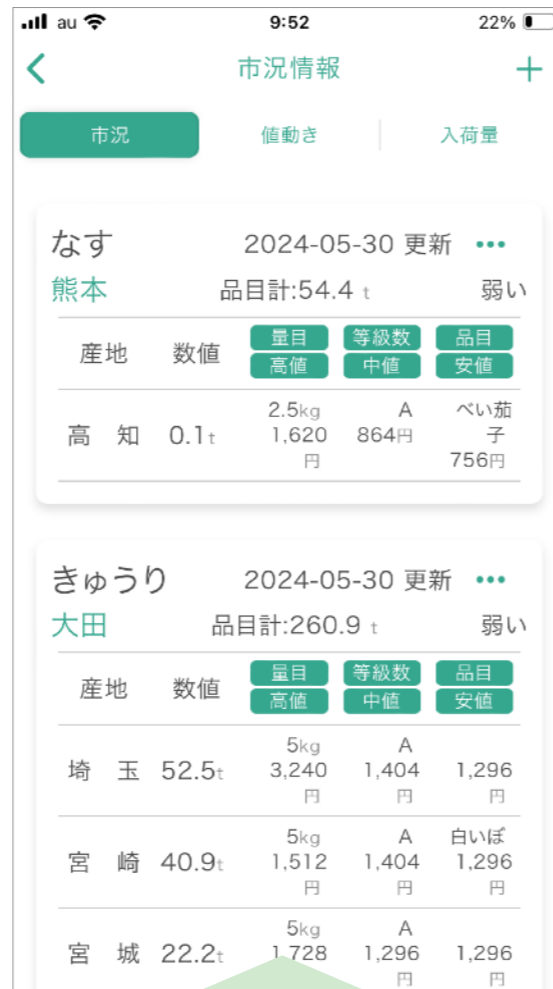 au 9:52 22%
市況情報
市況 値動き 入荷量
なす 2024-05-30 更新 •••
熊本 品目計:54.4 t 弱い
産地 数値 量目 等級数 品目
高値 中値 安値
2.5kg A べい茄
高 知 0.1t 1,620 864円 子
円 756円
きゅうり 2024-05-30 更新 •••
大田 品目計:260.9 t 弱い
産地 数値 量目 等級数 品目
高値 中値 安値
5kg A
埼 玉 52.5t 3,240 1,404 1,296
円 円 円
5kg A 白いぼ
宮 崎 40.9t 1,512 1,404 1,296
円 円 円
5kg A
宮 城 22.2t 1,728 1,296 1,296
円 円